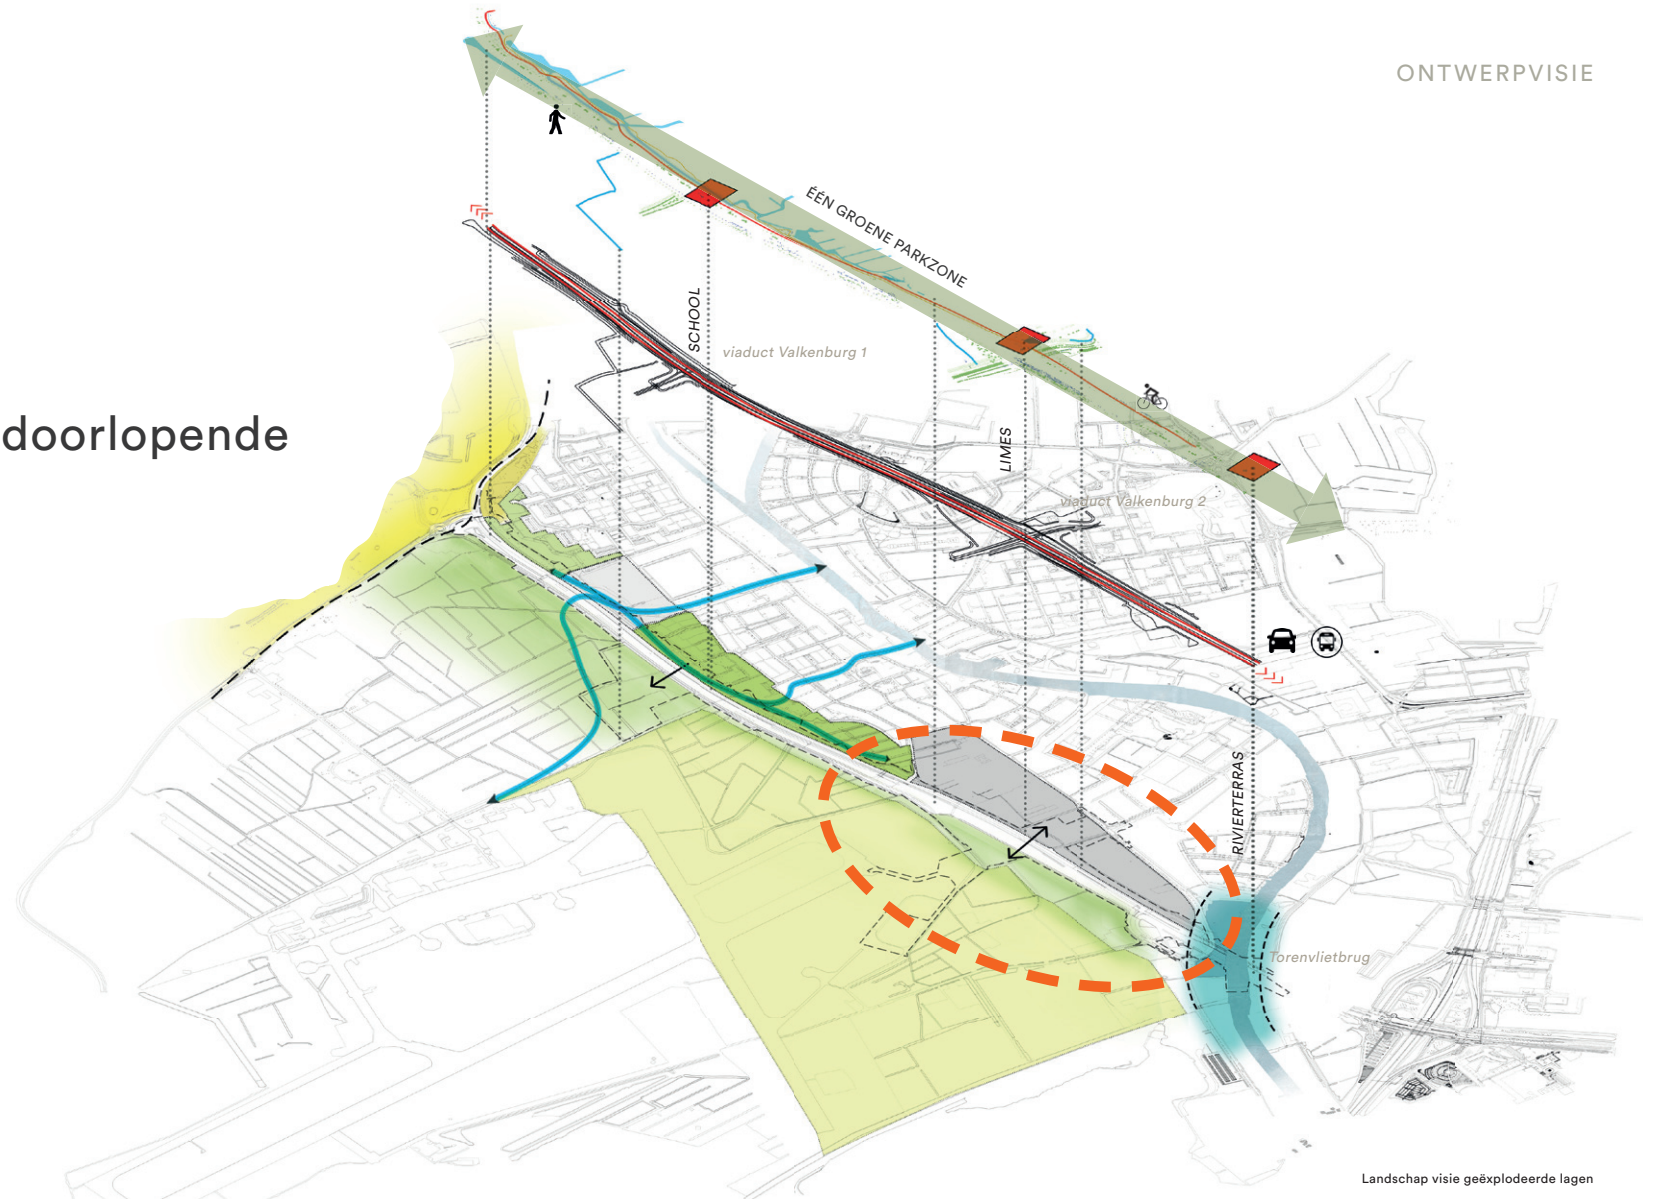 ONTWERPVISIE
ÉÉN GROENE PARKZONE
SCHOOL
viaduct Valkenburg 1
doorlopende
LIMES
viaduct Valkenburg 2
RIVIERTERRAS
Torenvlietbrug
Landschap visie geëxplodeerde lagen